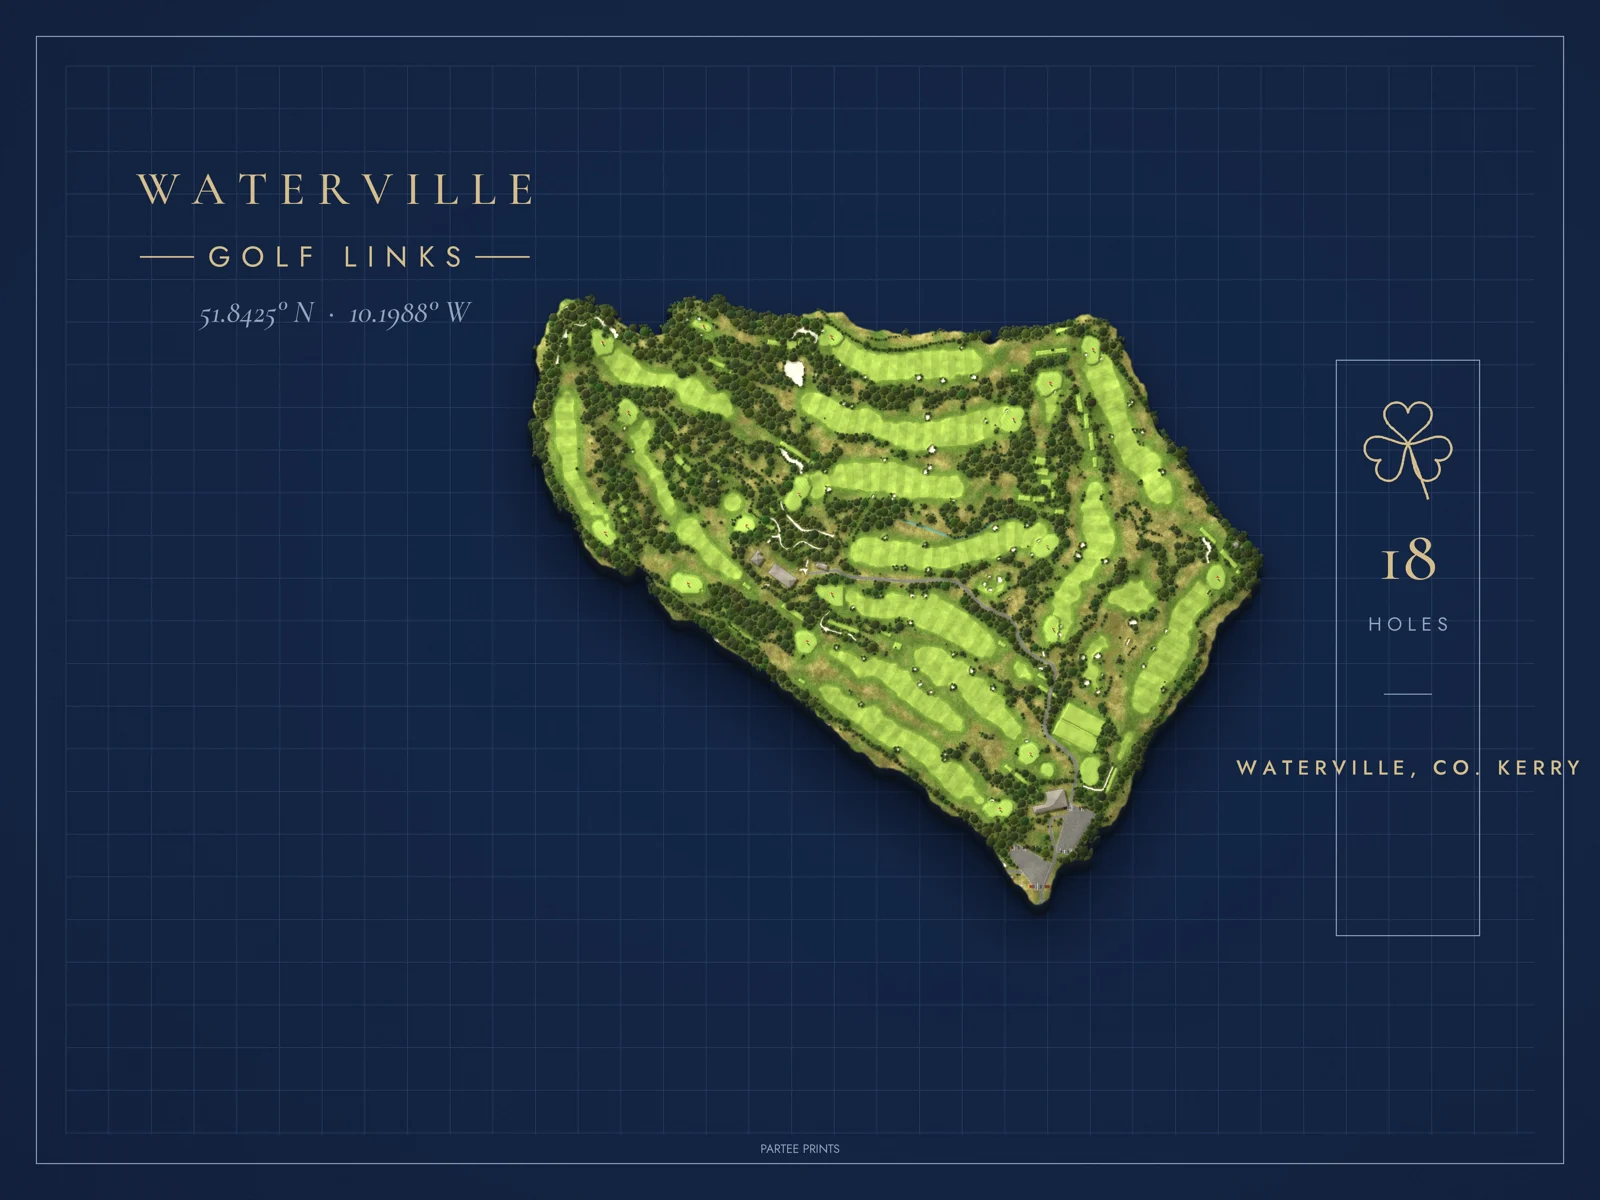 WATERVILLE
GOLF LINKS
51.8425° N · 10.1988° W
18
HOLES
WATERVILLE, CO. KERRY
PARTEE PRINTS